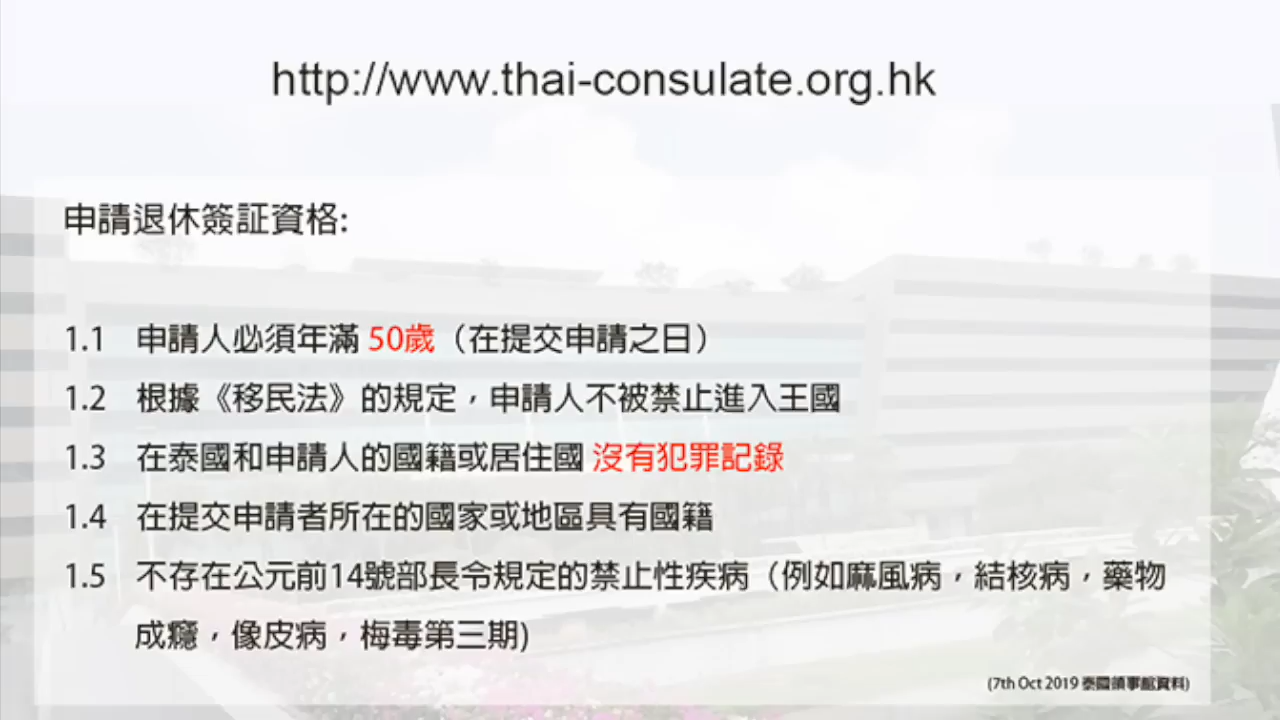 http://www.thai-consulate.org.hk
申請退休簽証資格:
1.1 申請人必須年滿 50歲（在提交申請之日）
1.2 根據《移民法》的規定，申請人不被禁止進入王國
1.3 在泰國和申請人的國籍或居住國 沒有犯罪記錄
1.4 在提交申請者所在的國家或地區具有國籍
1.5 不存在公元前14號部長令規定的禁止性疾病（例如麻風病，結核病，藥物
成癮，像皮病，梅毒第三期)
(7th Oct 2019 泰國領事館資料)